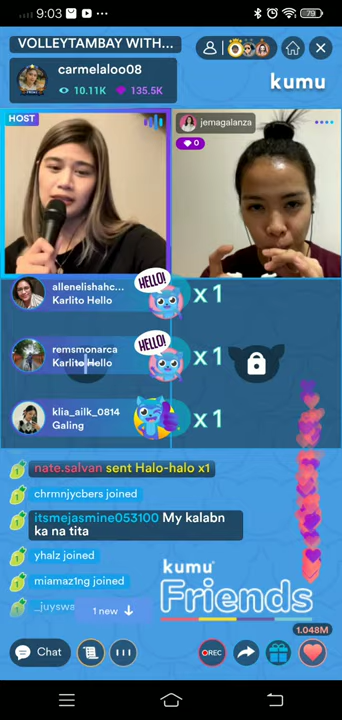 9:03
79
VOLLEYTAMBAY WITH...
carmelaloo08
10.11K 135.5K
kumu
HOST
jemagalanza
0
allenelishahc...
Karlito Hello
HELLO!
x1
remsmonarca
Karlito Hello
HELLO!
x1
klia_ailk_0814
Galing
x1
nate.salvan sent Halo-halo x1
chrmnjycbers joined
itsmejasmine053100 My kalabn
ka na tita
yhalz joined
miamaz1ng joined
_juyswa
1 new
kumu
Friends
1.048M
Chat
REC